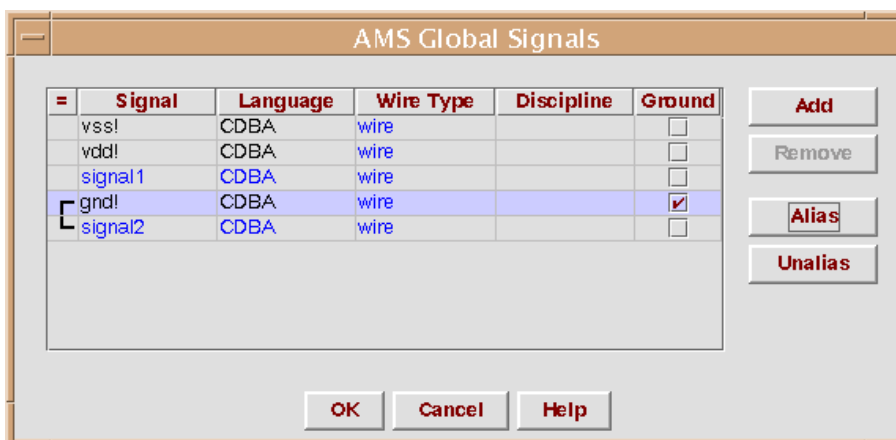 AMS Global Signals
= Signal Language Wire Type Discipline Ground
vss! CDBA wire
vdd! CDBA wire
signal1 CDBA wire
gnd! CDBA wire
signal2 CDBA wire
Add
Remove
Alias
Unalias
OK Cancel Help